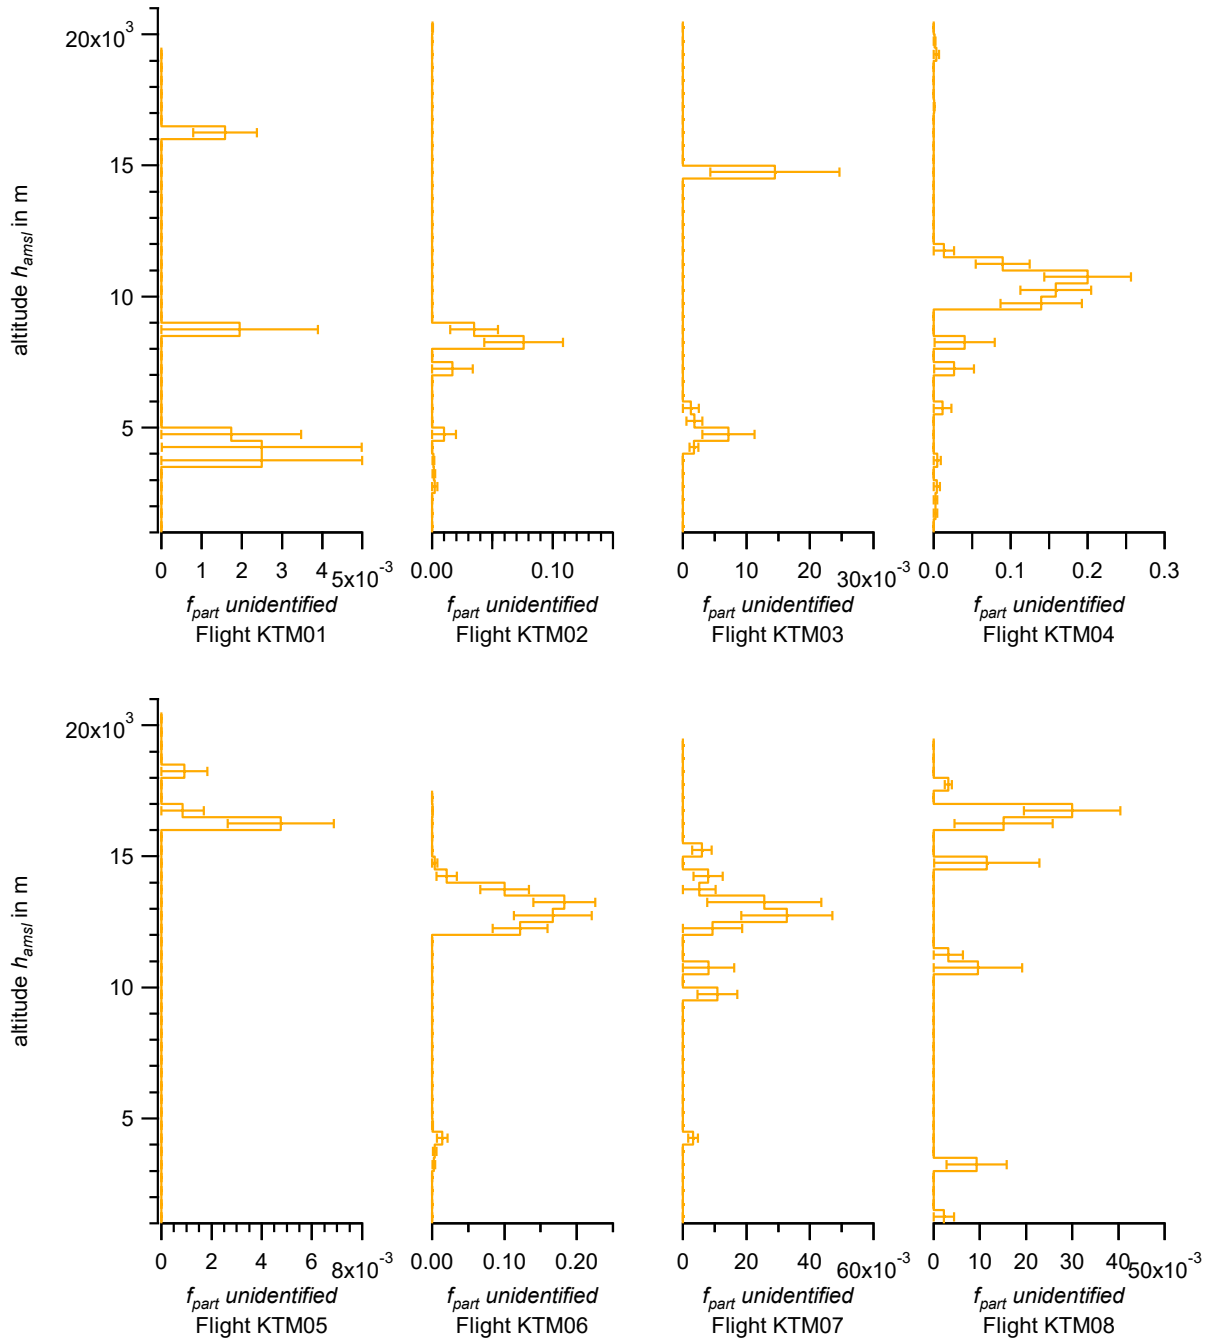 20x10³
15
10
5
altitude h_amsl in m
0 1 2 3 4 5x10⁻³
f_part unidentified
Flight KTM01
0.00 0.10
f_part unidentified
Flight KTM02
0 10 20 30x10⁻³
f_part unidentified
Flight KTM03
0.0 0.1 0.2 0.3
f_part unidentified
Flight KTM04
20x10³
15
10
5
altitude h_amsl in m
0 2 4 6 8x10⁻³
f_part unidentified
Flight KTM05
0.00 0.10 0.20
f_part unidentified
Flight KTM06
0 20 40 60x10⁻³
f_part unidentified
Flight KTM07
0 10 20 30 40 50x10⁻³
f_part unidentified
Flight KTM08